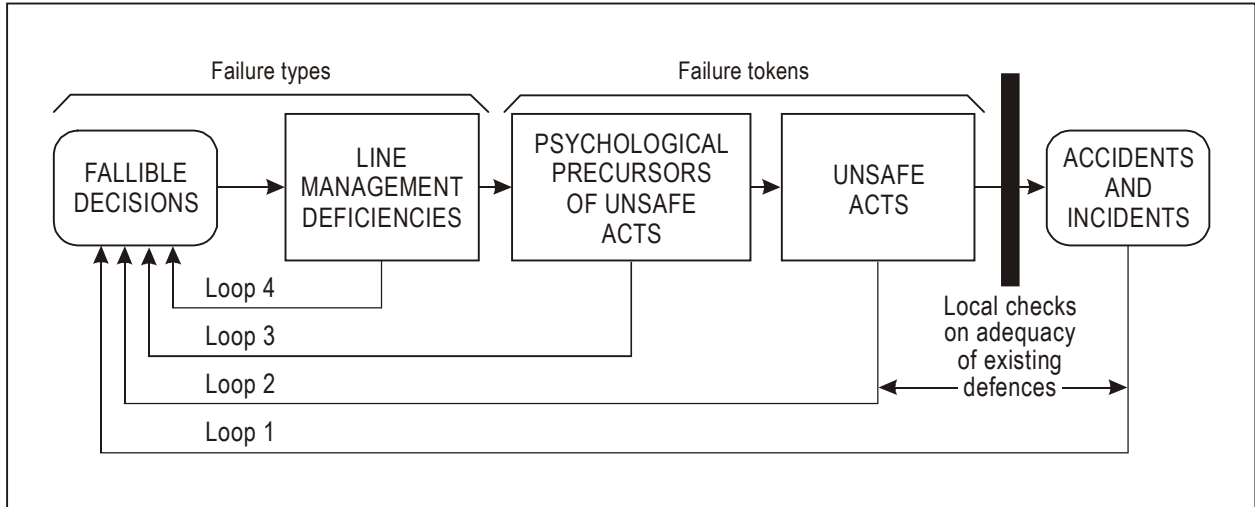 Failure types
Failure tokens
FALLIBLE
DECISIONS
LINE
MANAGEMENT
DEFICIENCIES
PSYCHOLOGICAL
PRECURSORS
OF UNSAFE
ACTS
UNSAFE
ACTS
ACCIDENTS
AND
INCIDENTS
Loop 4
Loop 3
Loop 2
Loop 1
Local checks
on adequacy
of existing
defences